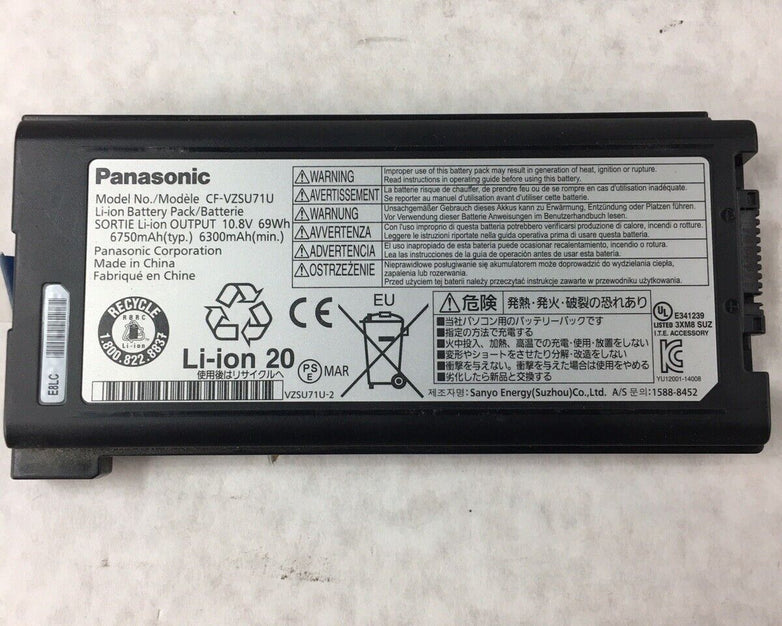 Panasonic
Model No./Modèle CF-VZSU71U
Li-ion Battery Pack/Batterie
SORTIE Li-ion OUTPUT 10.8V 69Wh
6750mAh(typ.) 6300mAh(min.)
Panasonic Corporation
Made in China
Fabriqué en Chine
WARNING
Improper use of this battery pack may result in generation of heat, ignition or rupture.
Read instructions in operating guide before using this battery.
AVERTISSEMENT
La batterie risque de chauffer, de prendre feu ou de se rompre en cas d'utilisation inadéquate.
Se reporter au manuel d'utilisation avant d'utiliser cette batterie.
WARNUNG
Unsachgemäßer Gebrauch dieses Akkus kann zu Erwärmung, Entzündung oder Platzen führen.
Vor Verwendung dieser Batterie Anweisungen im Benutzerhandbuch lesen.
AVVERTENZA
Con l'uso improprio di questa batteria potrebbero verificarsi produzione di calore, incendi o rotture.
Leggere le istruzioni riportate nella guida operativa prima di usare questa batteria.
ADVERTENCIA
El uso inapropiado de esta batería puede ocasionar recalentamiento, incendio o rotura.
Lea las instrucciones de la guía de operación antes de usar esta batería.
OSTRZEŻENIE
Nieprawidłowe posługiwanie się akumulatorem może doprowadzić do wydzielania ciepła,
zapalenia lub rozerwania.
Przed użyciem tej baterii należy przeczytać instrukcje zawarte w przewodniku użytkowania.
RECYCLE
RBRC
Li-ion
1.800.822.8837
Li-ion 20
使用後はリサイクルへ
CE
PSE
MAR
EU
VZSU71U-2
危険 発熱・発火・破裂の恐れあり
■当社パソコン用のバッテリーパックです
■指定の方法で充電する
■火中投入、加熱、高温での充電・使用・放置をしない
■変形やショートをさせたり分解・改造をしない
■衝撃を与えない。衝撃を与えた場合は使用をやめる
■劣化したら新品と交換する
UL E341239
LISTED 3XM8 SUZ
I.T.E. ACCESSORY
YU12001-14008
제조자명: Sanyo Energy(Suzhou)Co., Ltd. A/S 문의:1588-8452
E8LC